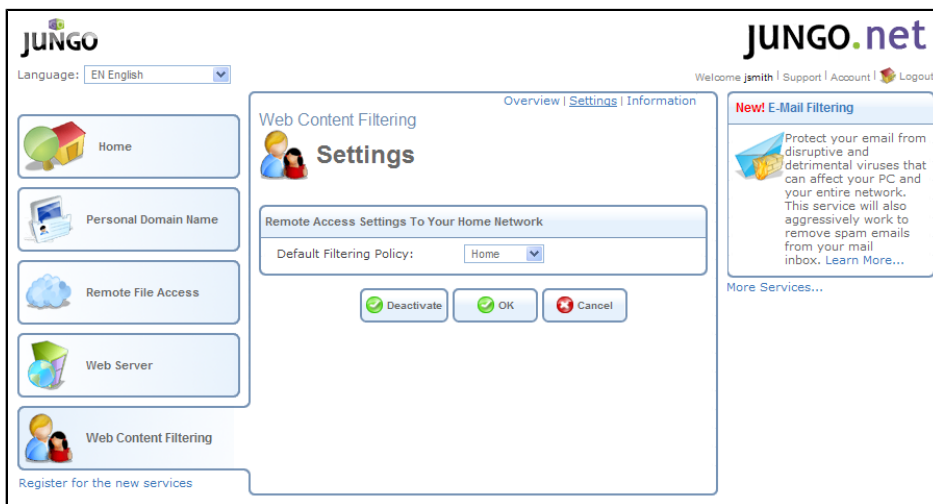 JUNGO
JUNGO.net
Language: EN English
Welcome jsmith | Support | Account | Logout
Home
Personal Domain Name
Remote File Access
Web Server
Web Content Filtering
Register for the new services
Overview | Settings | Information
Web Content Filtering
Settings
Remote Access Settings To Your Home Network
Default Filtering Policy: Home
Deactivate OK Cancel
New! E-Mail Filtering
Protect your email from
disruptive and
detrimental viruses that
can affect your PC and
your entire network.
This service will also
aggressively work to
remove spam emails
from your mail
inbox. Learn More...
More Services...